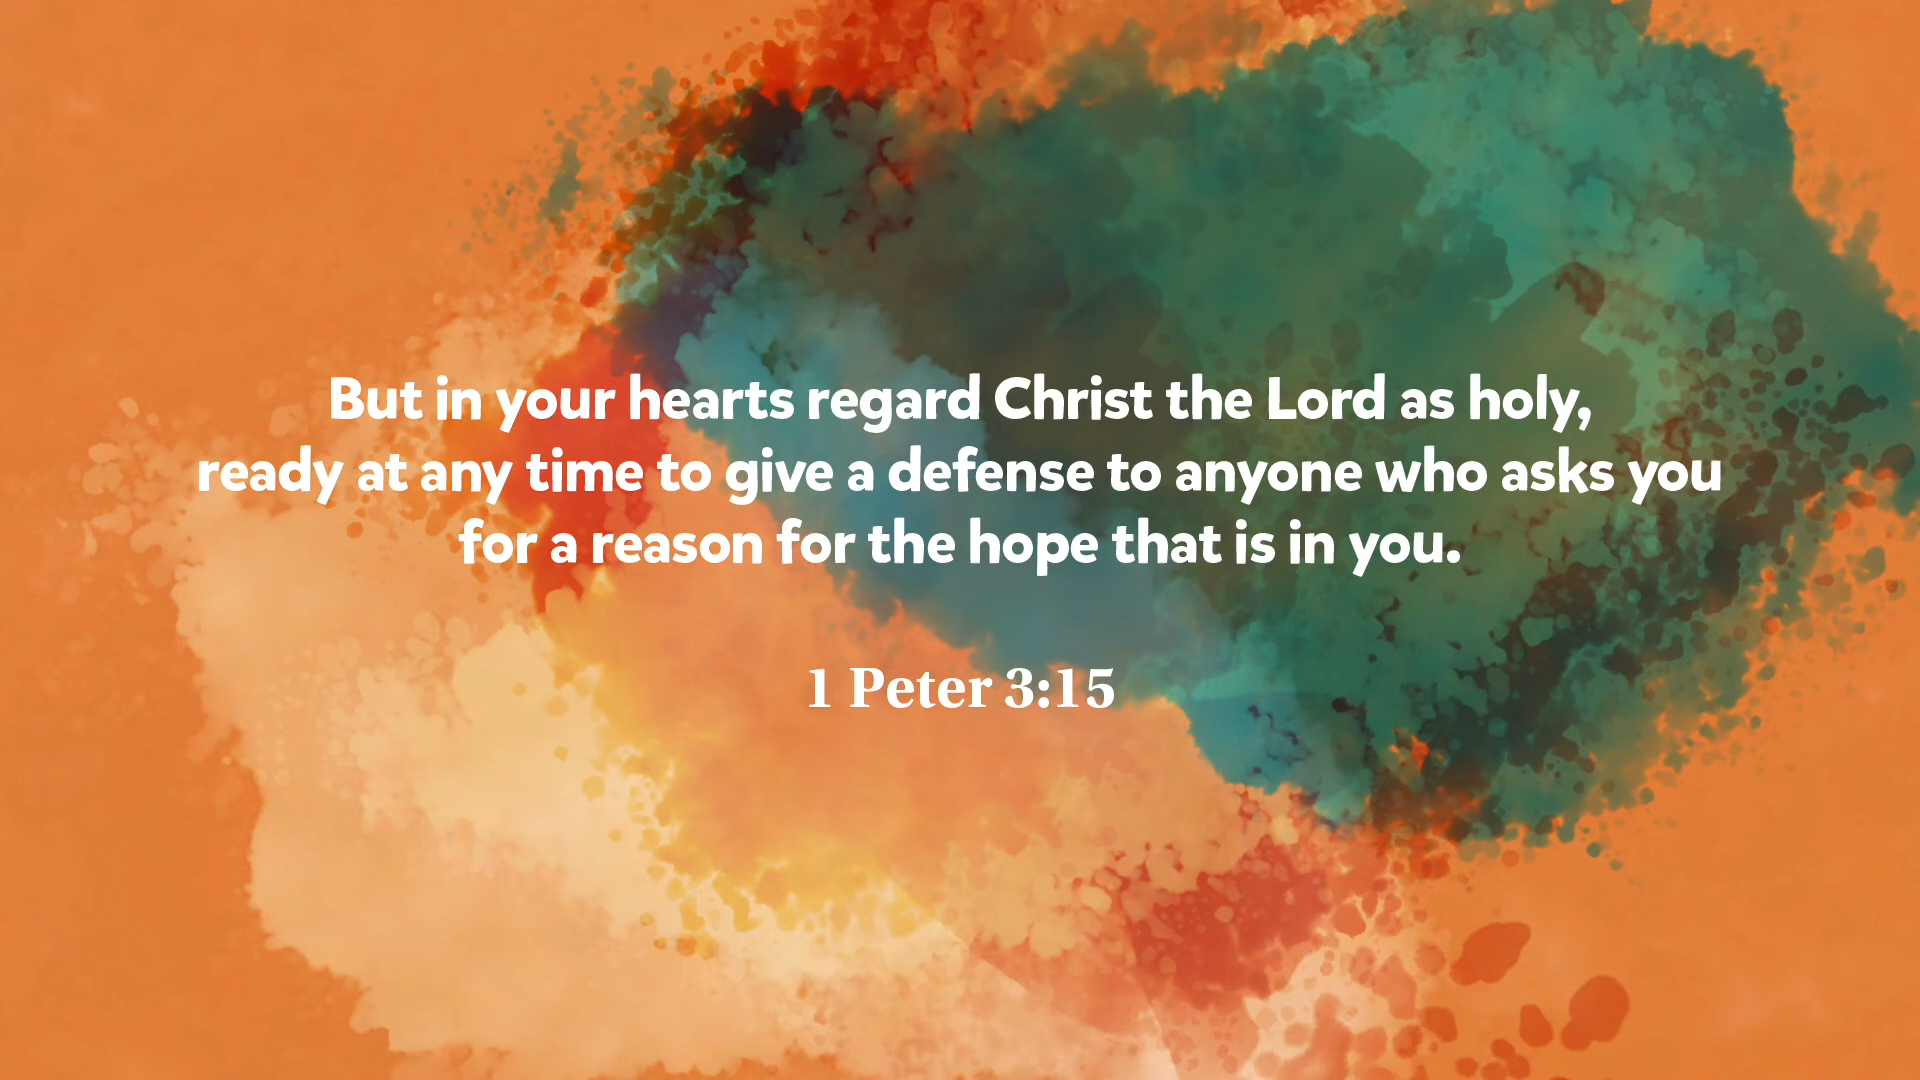 But in your hearts regard Christ the Lord as holy,
ready at any time to give a defense to anyone who asks you
for a reason for the hope that is in you.
1 Peter 3:15